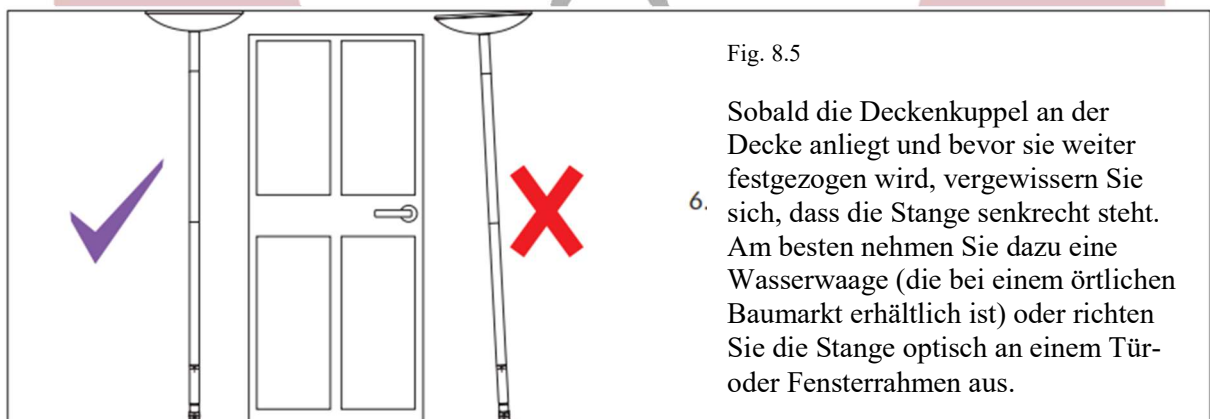 Fig. 8.5
Sobald die Deckenkuppel an der
Decke anliegt und bevor sie weiter
festgezogen wird, vergewissern Sie
6. sich, dass die Stange senkrecht steht.
Am besten nehmen Sie dazu eine
Wasserwaage (die bei einem örtlichen
Baumarkt erhältlich ist) oder richten
Sie die Stange optisch an einem Tür-
oder Fensterrahmen aus.